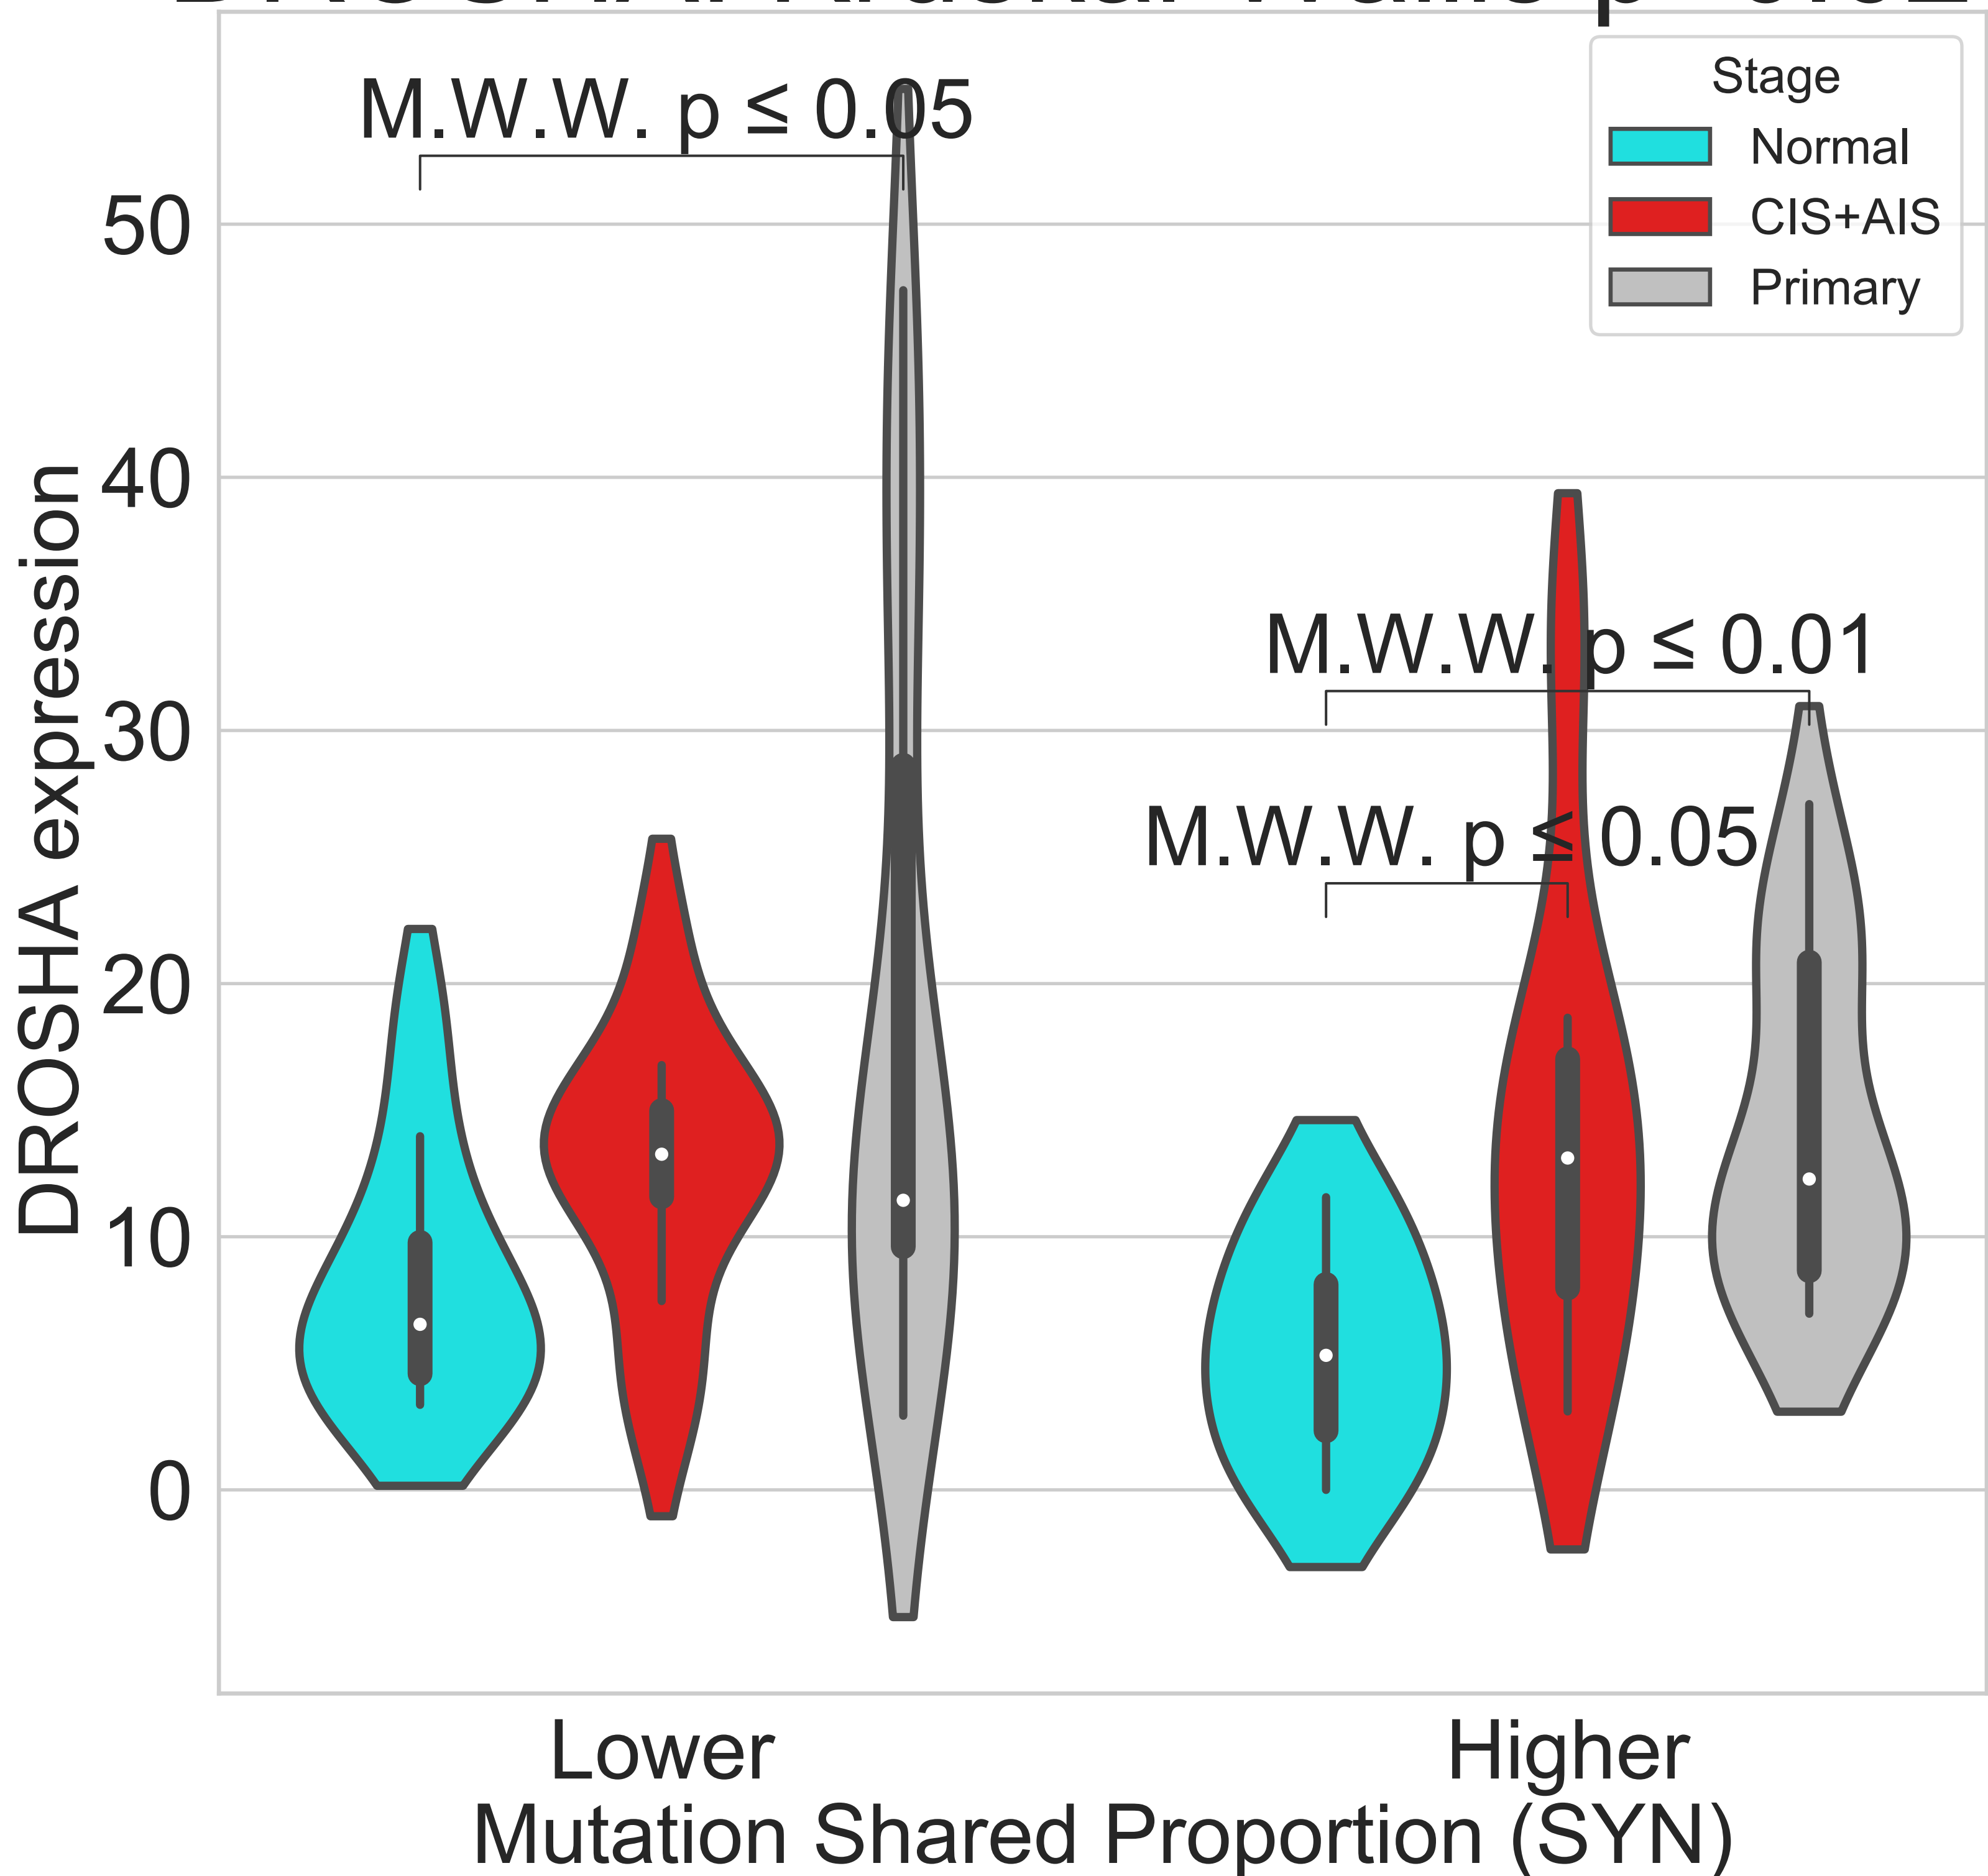 M.W.W. p ≤ 0.05
Stage
Normal
CIS+AIS
Primary
50
40
30
20
10
0
DROSHA expression
M.W.W. p ≤ 0.01
M.W.W. p ≤ 0.05
Lower
Higher
Mutation Shared Proportion (SYN)